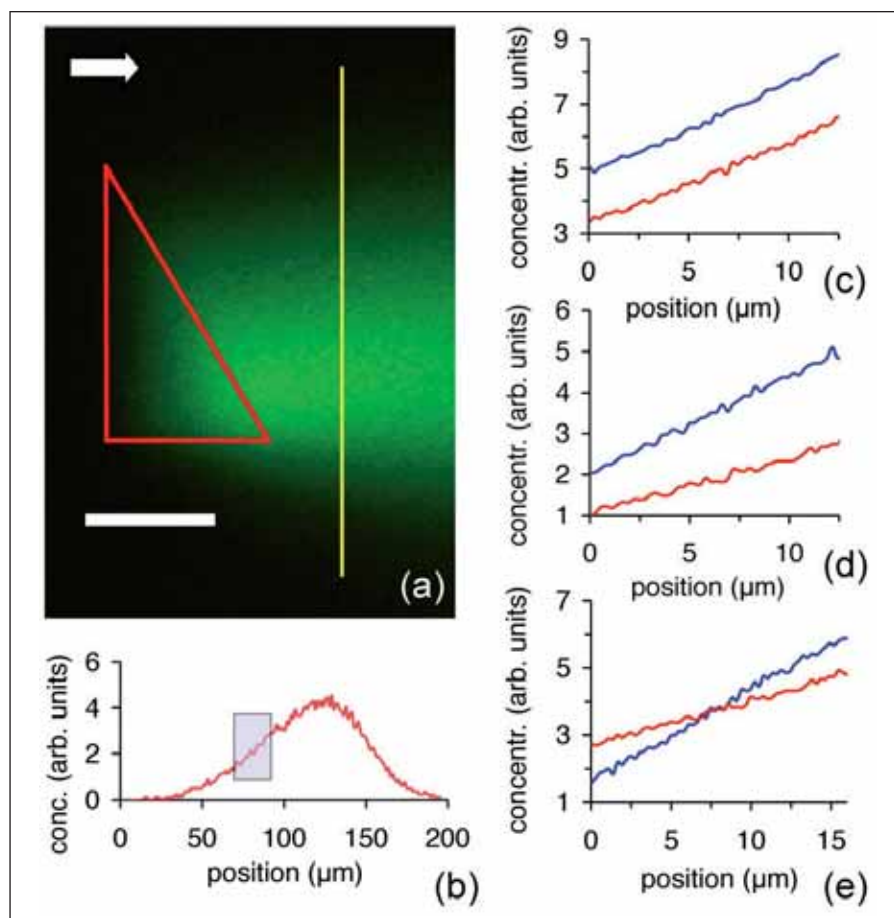 (a)
conc. (arb. units)
6
4
2
0
0 50 100 150 200
position (µm)
(b)
concentr. (arb. units)
9
7
5
3
0 5 10
position (µm)
(c)
concentr. (arb. units)
6
5
4
3
2
1
0 5 10
position (µm)
(d)
concentr. (arb. units)
7
5
3
1
0 5 10 15
position (µm)
(e)